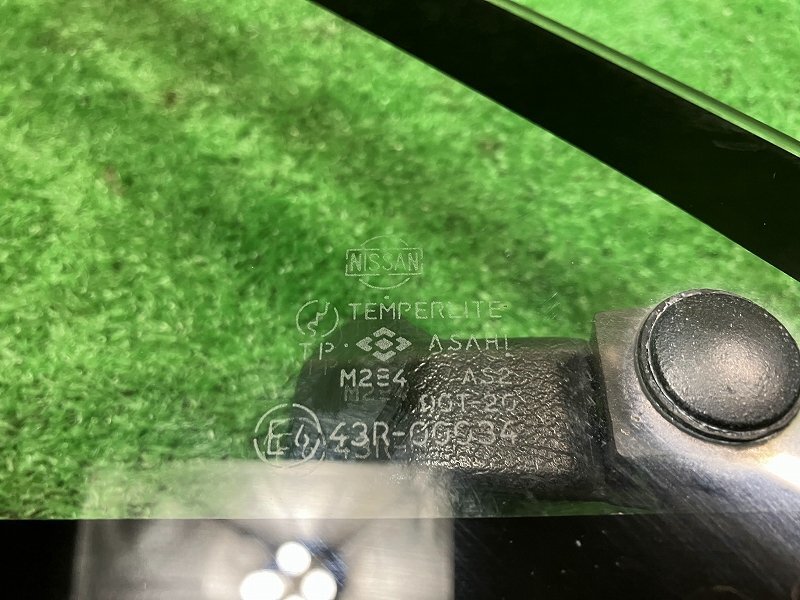 NISSAN
TEMPERLITE
TP· ASAHI
M2E4 AS2
DOT-20
E4 43R-00034